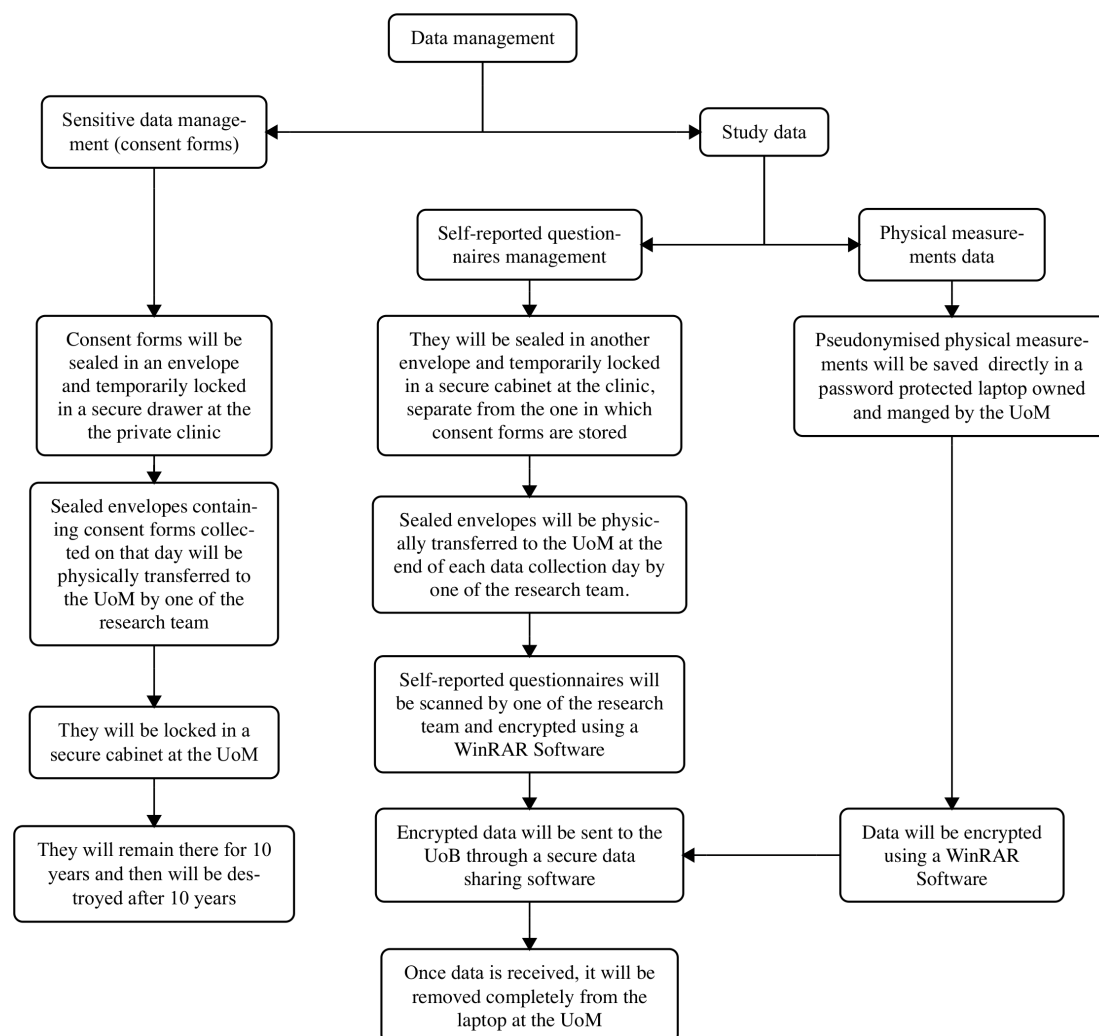 Data management
Sensitive data manage-
ment (consent forms)
Study data
Self-reported question-
naires management
Physical measure-
ments data
Consent forms will be
sealed in an envelope
and temporarily locked
in a secure drawer at the
the private clinic
They will be sealed in another
envelope and temporarily locked
in a secure cabinet at the clinic,
separate from the one in which
consent forms are stored
Pseudonymised physical measure-
ments will be saved directly in a
password protected laptop owned
and manged by the UoM
Sealed envelopes contain-
ing consent forms collec-
ted on that day will be
physically transferred to
the UoM by one of the
research team
Sealed envelopes will be physic-
ally transferred to the UoM at the
end of each data collection day by
one of the research team.
Self-reported questionnaires will
be scanned by one of the research
team and encrypted using a
WinRAR Software
They will be locked in a
secure cabinet at the UoM
They will remain there for 10
years and then will be des-
troyed after 10 years
Encrypted data will be sent to the
UoB through a secure data
sharing software
Data will be encrypted
using a WinRAR
Software
Once data is received, it will be
removed completely from the
laptop at the UoM